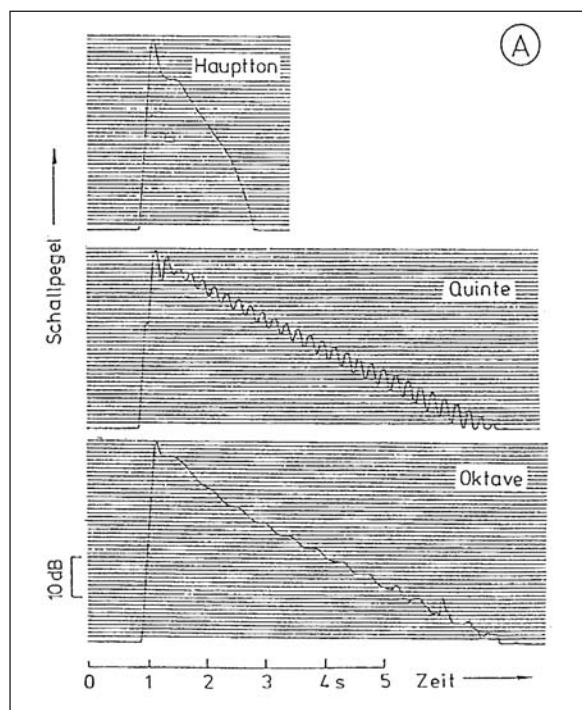 A
Hauptton
Schallpegel
Quinte
Oktave
10 dB
0 1 2 3 4 s 5 Zeit